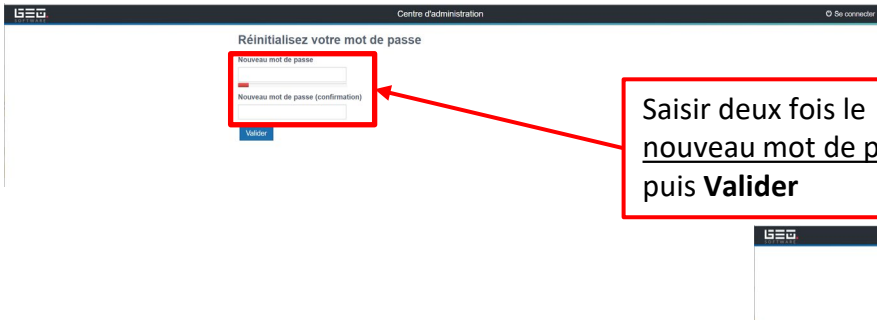 GEO.
SOFTWARE
Centre d'administration
Se connecter
Réinitialisez votre mot de passe
Nouveau mot de passe
Nouveau mot de passe (confirmation)
Valider
Saisir deux fois le
nouveau mot de p
puis Valider
GEO.
SOFTWARE